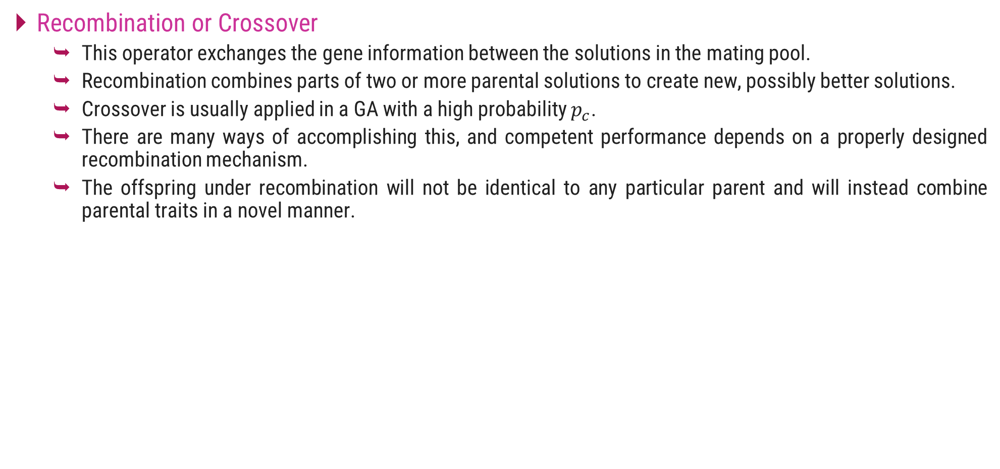 Recombination or Crossover
This operator exchanges the gene information between the solutions in the mating pool.
Recombination combines parts of two or more parental solutions to create new, possibly better solutions.
Crossover is usually applied in a GA with a high probability p_c.
There are many ways of accomplishing this, and competent performance depends on a properly designed
recombination mechanism.
The offspring under recombination will not be identical to any particular parent and will instead combine
parental traits in a novel manner.